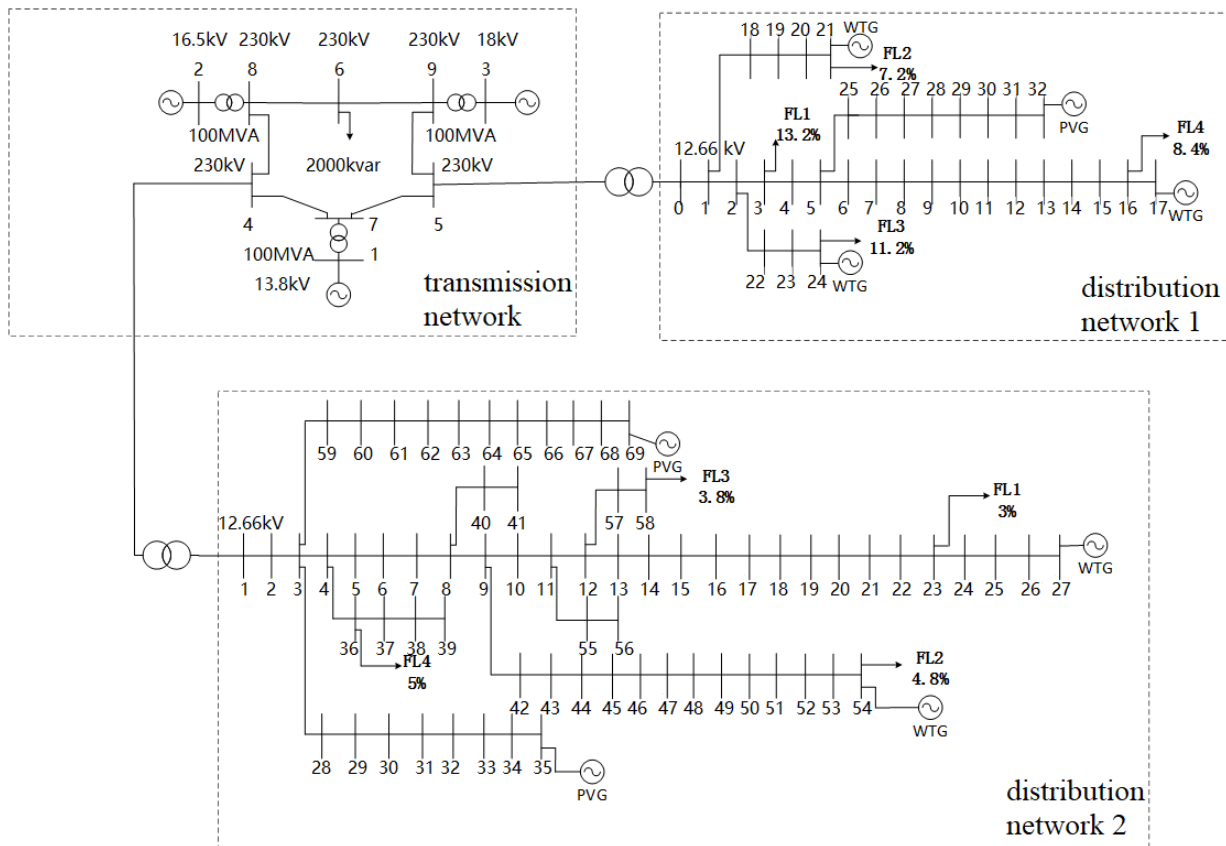 16.5kV 230kV 230kV 230kV 18kV
2 8 6 9 3
100MVA 100MVA
230kV 2000kvar 230kV
4 7 5
100MVA 1
13.8kV
transmission
network
18 19 20 21 WTG
FL2
7.2%
25 26 27 28 29 30 31 32
PVG
FL1
13.2%
FL4
8.4%
12.66 kV
0 1 2 3 4 5 6 7 8 9 10 11 12 13 14 15 16 17
WTG
FL3
11.2%
22 23 24 WTG
distribution
network 1
59 60 61 62 63 64 65 66 67 68 69
PVG
FL3
3.8%
40 41 57 58
FL1
3%
12.66kV
WTG
1 2 3 4 5 6 7 8 9 10 11 12 13 14 15 16 17 18 19 20 21 22 23 24 25 26 27
36 37 38 39 55 56
FL4
5%
FL2
4.8%
42 43 44 45 46 47 48 49 50 51 52 53 54
WTG
28 29 30 31 32 33 34 35
PVG
distribution
network 2